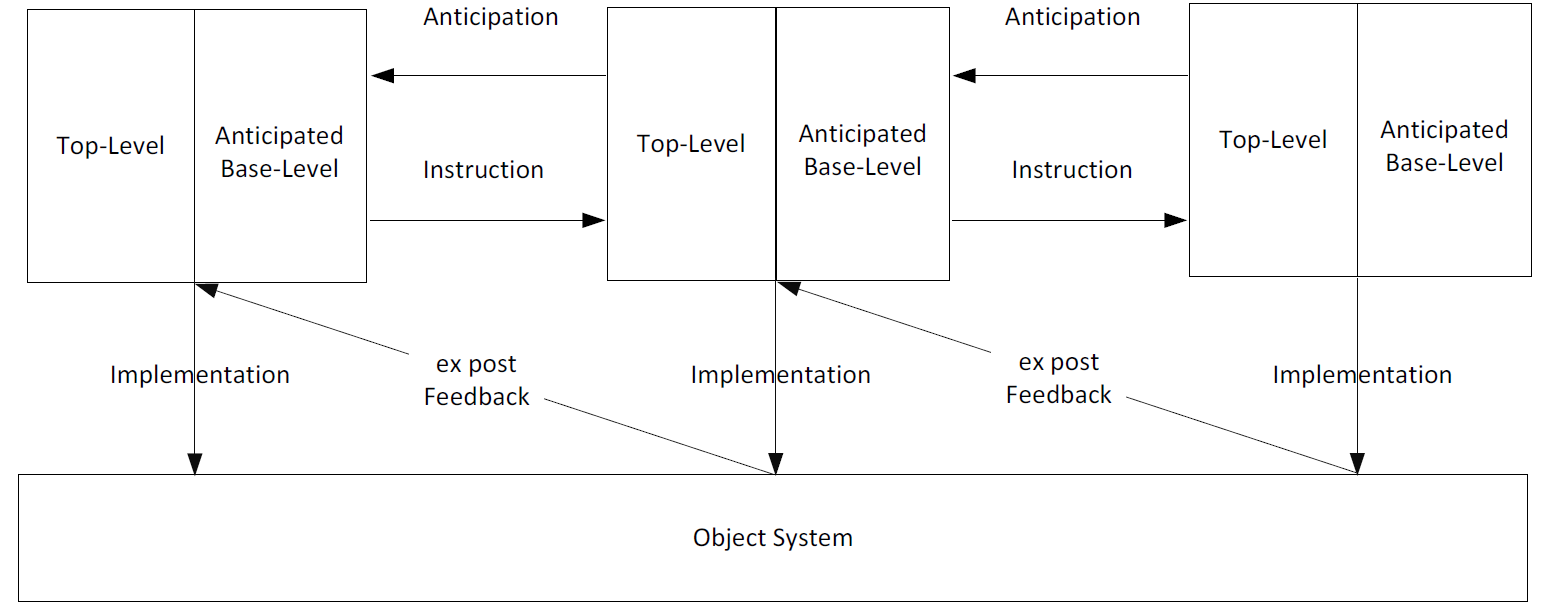 Anticipation
Anticipation
Top-Level
Anticipated
Base-Level
Instruction
Top-Level
Anticipated
Base-Level
Instruction
Top-Level
Anticipated
Base-Level
Implementation
ex post
Feedback
Implementation
ex post
Feedback
Implementation
Object System